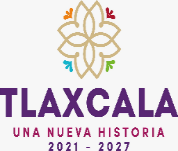 TLAXCALA
UNA NUEVA HISTORIA
2021 - 2027